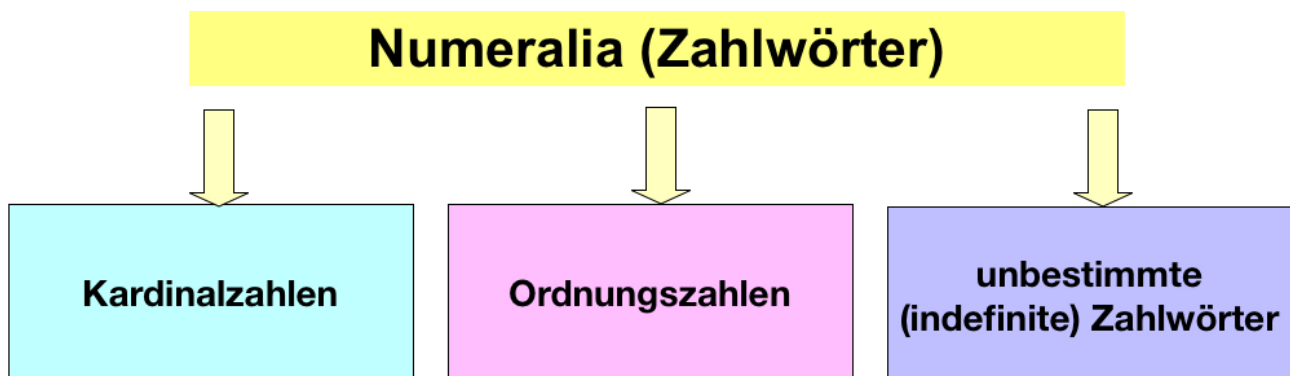 Numeralia (Zahlwörter)
Kardinalzahlen
Ordnungszahlen
unbestimmte
(indefinite) Zahlwörter